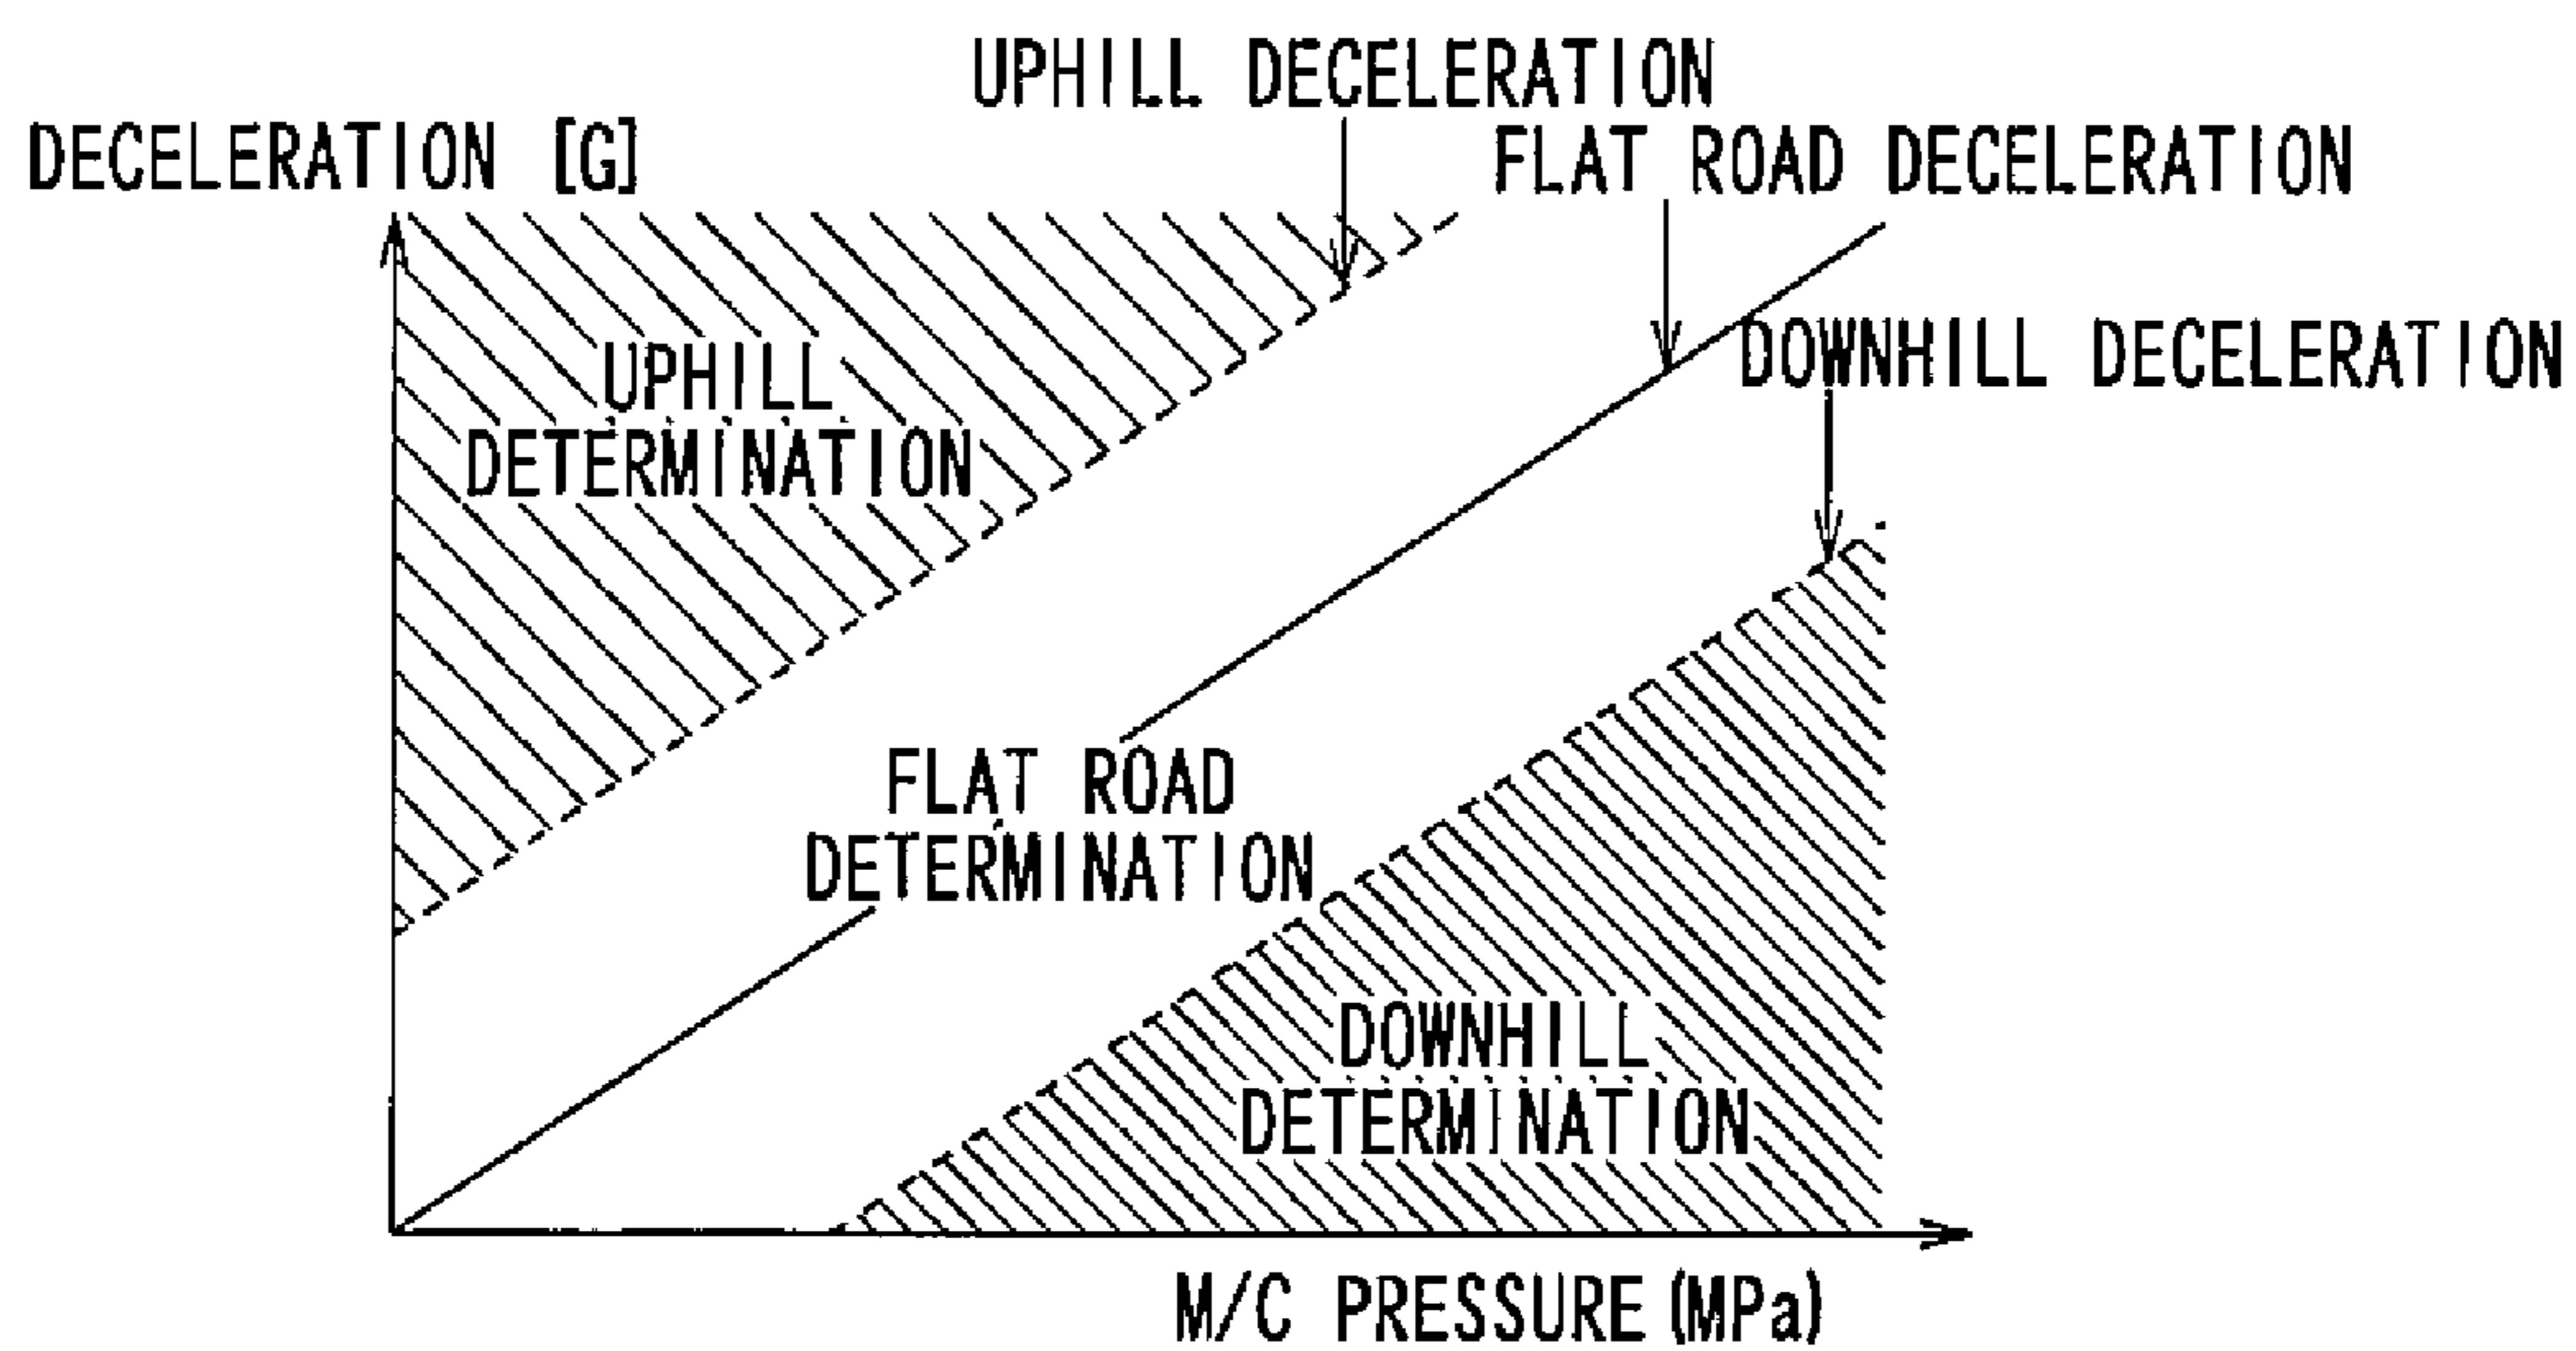 UPHILL DECELERATION
DECELERATION [G]
FLAT ROAD DECELERATION
DOWNHILL DECELERATION
UPHILL
DETERMINATION
FLAT ROAD
DETERMINATION
DOWNHILL
DETERMINATION
M/C PRESSURE (MPa)